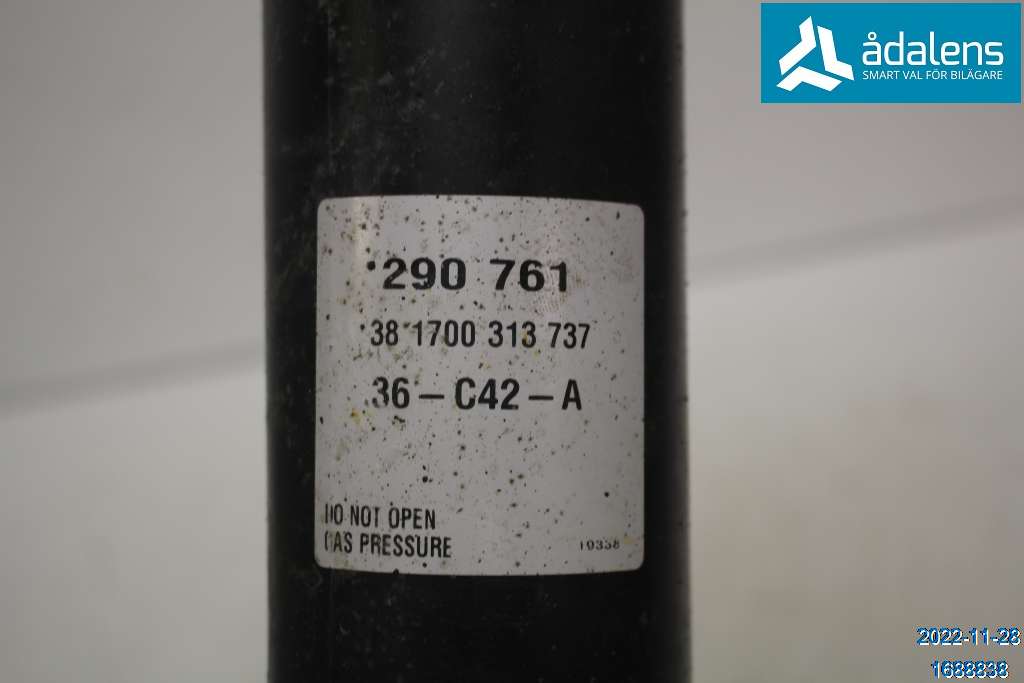 ådalens
SMART VAL FÖR BILÄGARE
290 761
38 1700 313 737
36-C42-A
DO NOT OPEN
GAS PRESSURE
2022-11-28
1688838